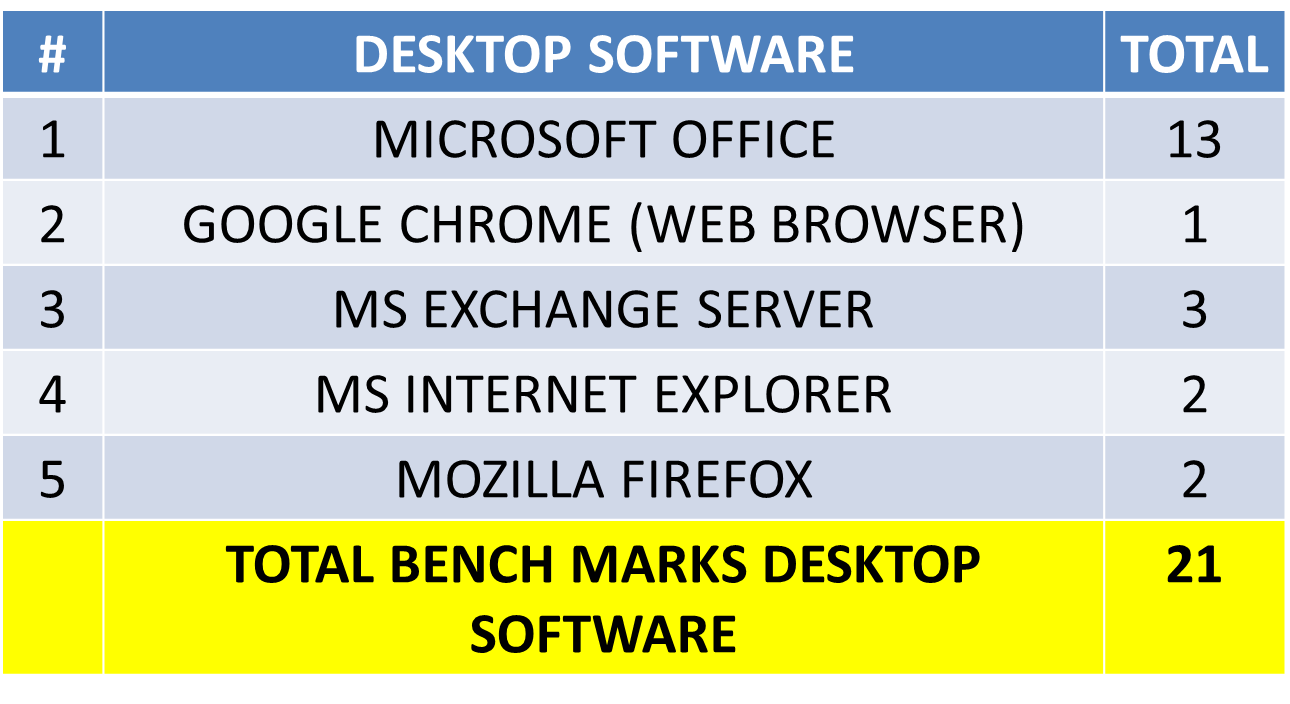 # DESKTOP SOFTWARE TOTAL
1 MICROSOFT OFFICE 13
2 GOOGLE CHROME (WEB BROWSER) 1
3 MS EXCHANGE SERVER 3
4 MS INTERNET EXPLORER 2
5 MOZILLA FIREFOX 2
TOTAL BENCH MARKS DESKTOP 21
SOFTWARE